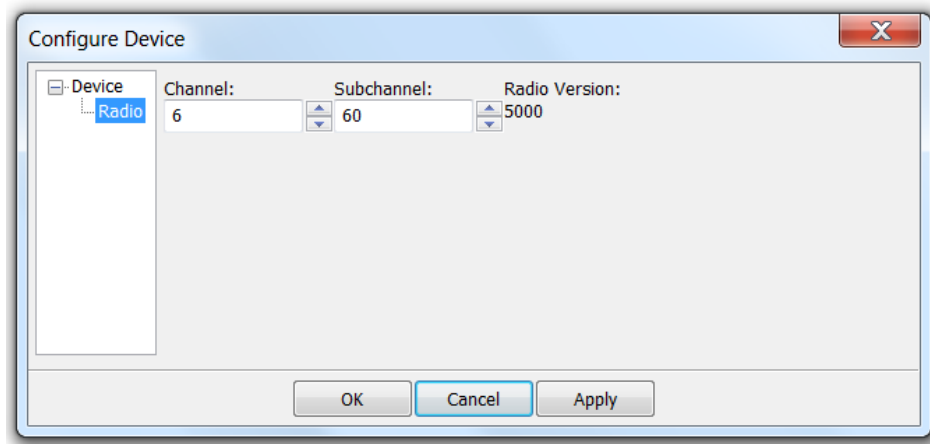 Configure Device
Device
Radio
Channel:
6
Subchannel:
60
Radio Version:
5000
OK
Cancel
Apply